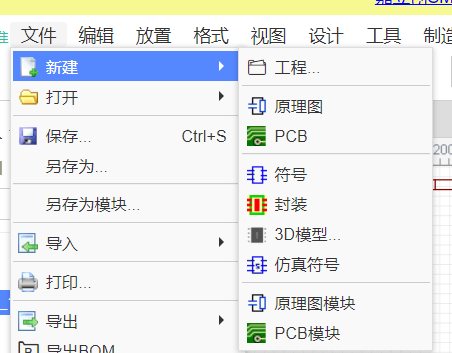 文件 编辑 放置 格式 视图 设计 工具
新建
打开
保存... Ctrl+S
另存为...
另存为模块...
导入
打印...
导出
导出BOM
工程...
原理图
PCB
符号
封装
3D模型...
仿真符号
原理图模块
PCB模块